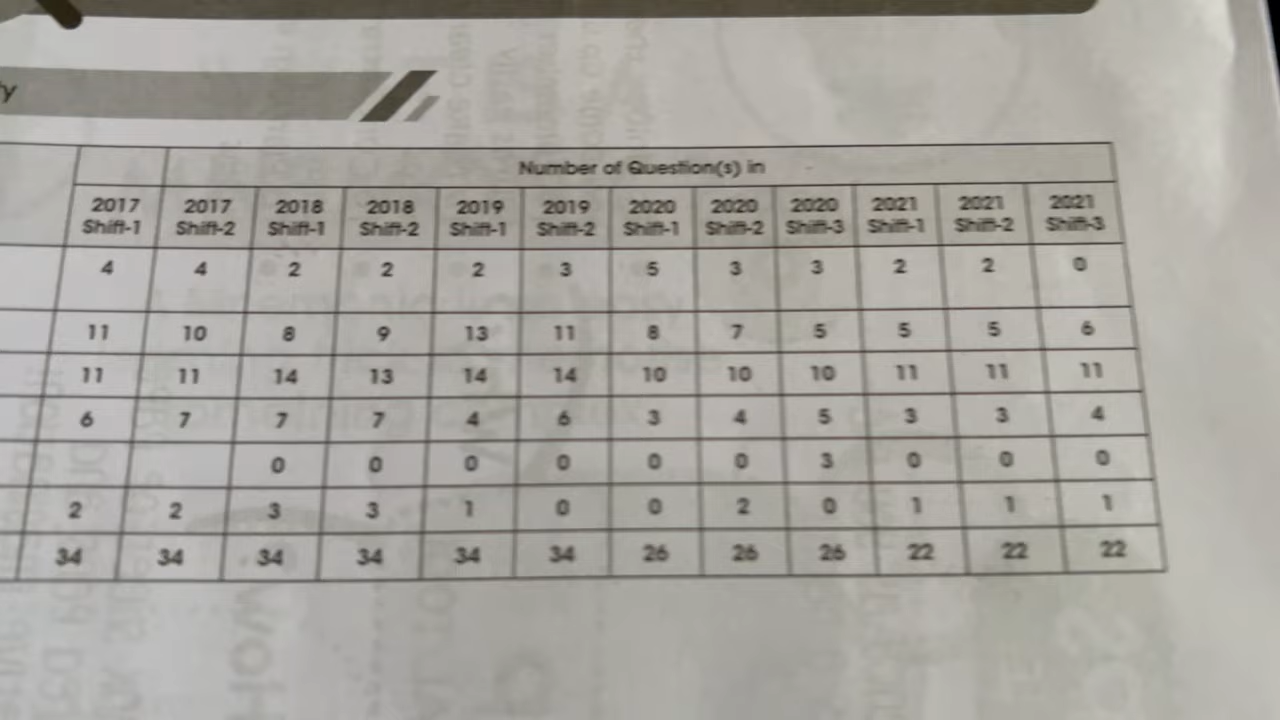 y
Number of Question(s) in
2017 Shift-1 2017 Shift-2 2018 Shift-1 2018 Shift-2 2019 Shift-1 2019 Shift-2 2020 Shift-1 2020 Shift-2 2020 Shift-3 2021 Shift-1 2021 Shift-2 2021 Shift-3
4 4 2 2 2 3 5 3 3 2 2 0
11 10 8 9 13 11 8 7 5 5 5 6
11 11 14 13 14 14 10 10 10 11 11 11
6 7 7 7 4 6 3 4 5 3 3 4
0 0 0 0 0 0 3 0 0 0
2 2 3 3 1 0 0 2 0 1 1 1
34 34 34 34 34 34 26 26 26 22 22 22